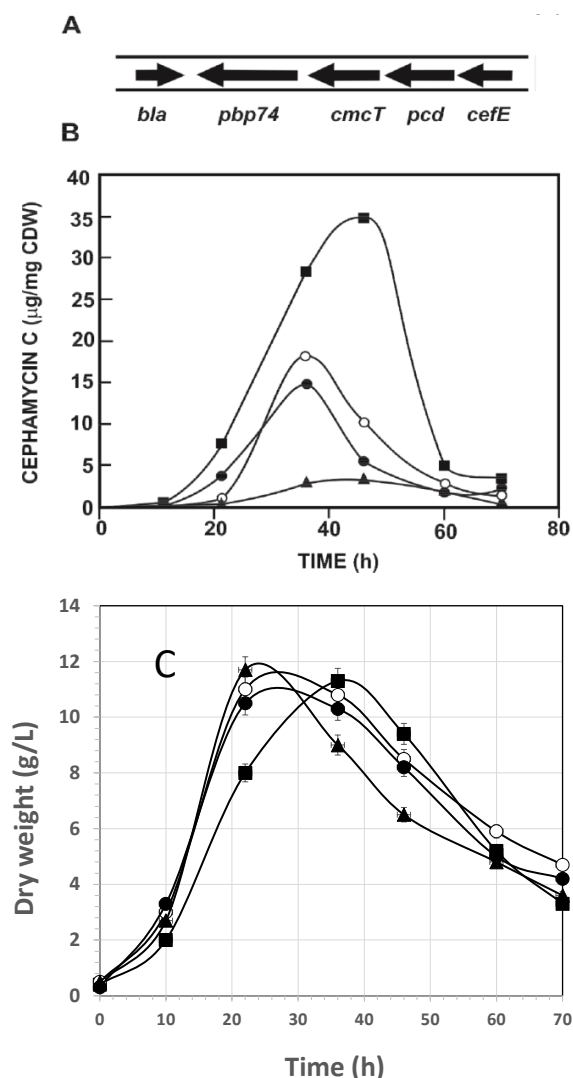 A
bla pbp74 cmcT pcd cefE
B
CEPHAMYCIN C (µg/mg CDW)
40
35
30
25
20
15
10
5
0
0 20 40 60 80
TIME (h)
C
Dry weight (g/L)
14
12
10
8
6
4
2
0
0 10 20 30 40 50 60 70
Time (h)